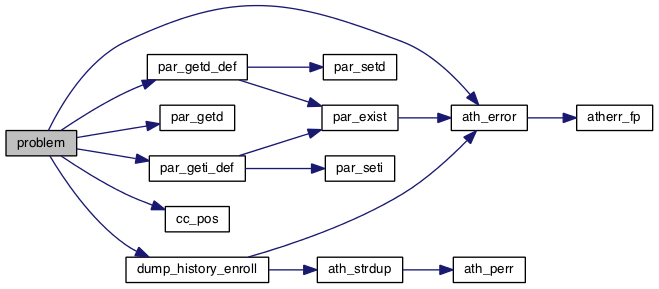 problem
par_getd_def
par_setd
par_getd
par_exist
ath_error
atherr_fp
par_geti_def
par_seti
cc_pos
dump_history_enroll
ath_strdup
ath_perr